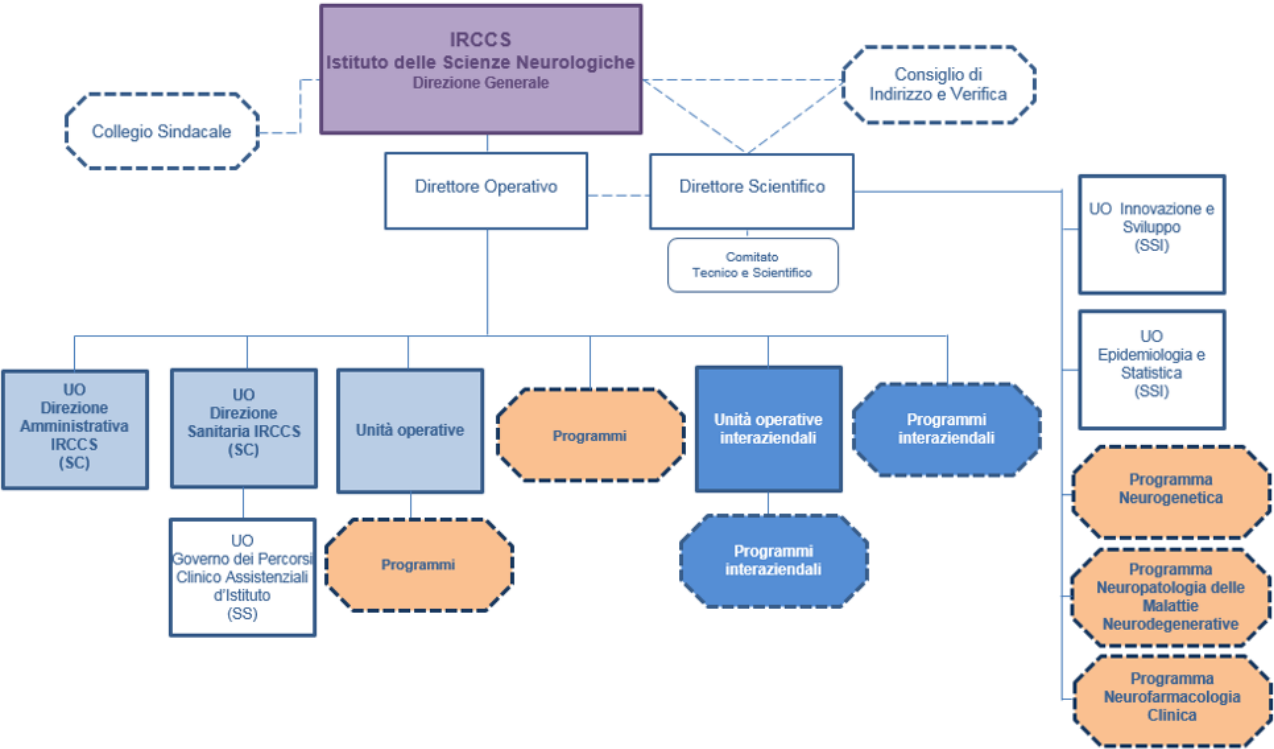 IRCCS
Istituto delle Scienze Neurologiche
Direzione Generale
Consiglio di
Indirizzo e Verifica
Collegio Sindacale
Direttore Operativo
Direttore Scientifico
Comitato
Tecnico e Scientifico
UO Innovazione e
Sviluppo
(SSI)
UO
Epidemiologia e
Statistica
(SSI)
UO
Direzione
Amministrativa
IRCCS
(SC)
UO
Direzione
Sanitaria IRCCS
(SC)
Unità operative
Programmi
Unità operative
interaziendali
Programmi
interaziendali
UO
Governo dei Percorsi
Clinico Assistenziali
d'Istituto
(SS)
Programmi
Programmi
interaziendali
Programma
Neurogenetica
Programma
Neuropatologia delle
Malattie
Neurodegenerative
Programma
Neurofarmacologia
Clinica